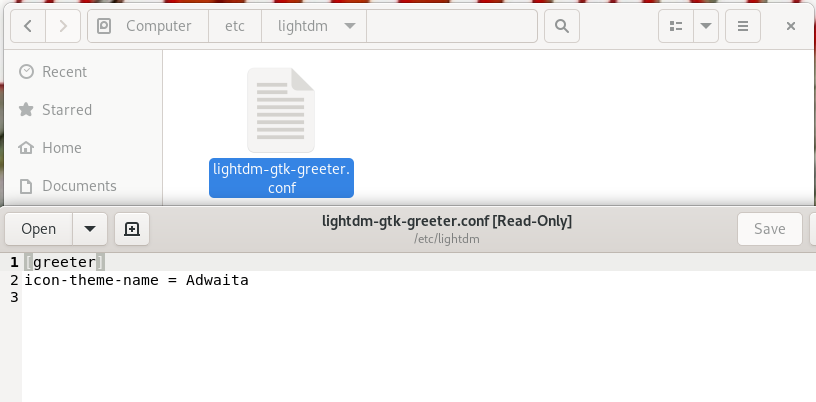 Computer etc lightdm
Recent
Starred
Home
Documents
lightdm-gtk-greeter.
conf
Open lightdm-gtk-greeter.conf [Read-Only] Save
/etc/lightdm
1 [greeter]
2 icon-theme-name = Adwaita
3